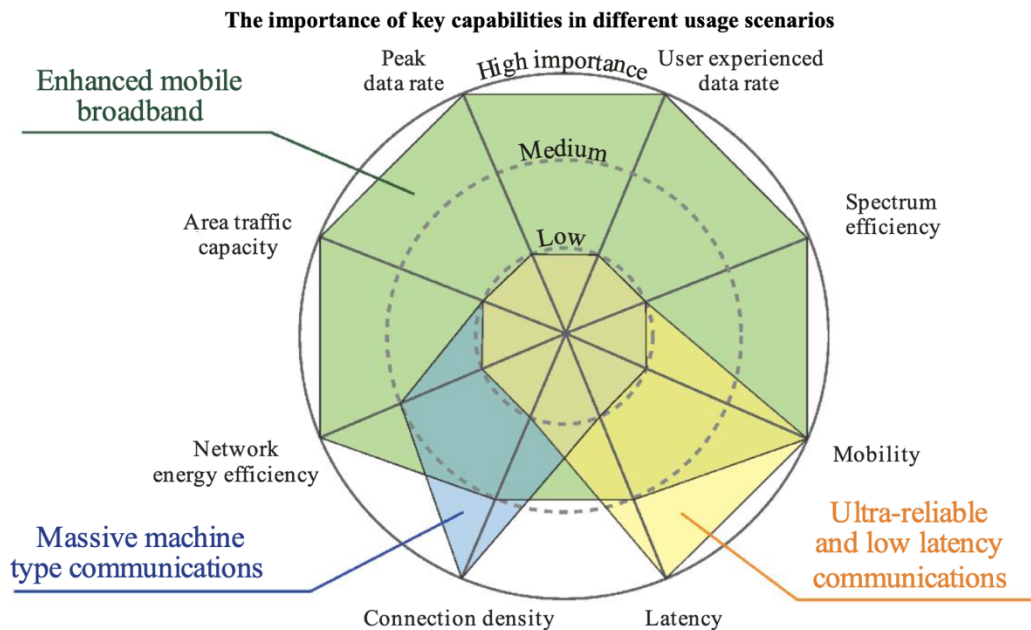 The importance of key capabilities in different usage scenarios
Enhanced mobile
broadband
Peak
data rate
High importance
User experienced
data rate
Medium
Area traffic
capacity
Low
Spectrum
efficiency
Network
energy efficiency
Mobility
Massive machine
type communications
Ultra-reliable
and low latency
communications
Connection density
Latency